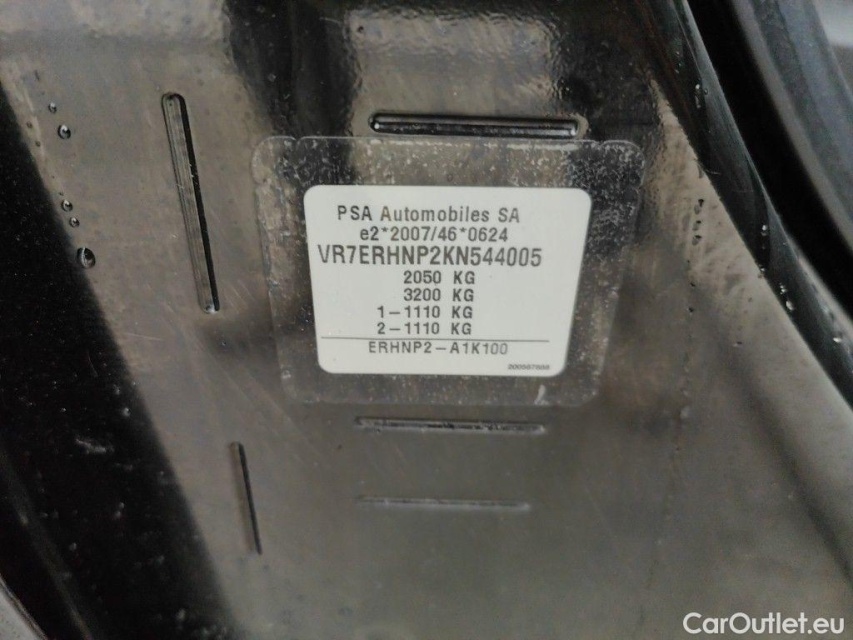 PSA Automobiles SA
e2*2007/46*0624
VR7ERHNP2KN544005
2050 KG
3200 KG
1-1110 KG
2-1110 KG
ERHNP2-A1K100
CarOutlet.eu